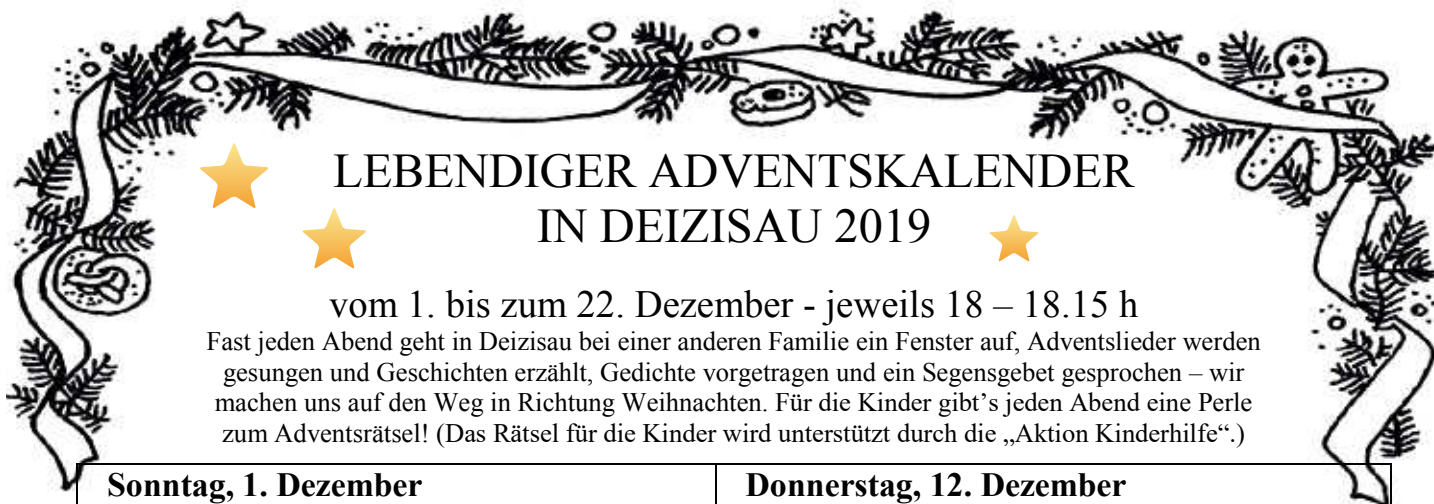 LEBENDIGER ADVENTSKALENDER
IN DEIZISAU 2019
vom 1. bis zum 22. Dezember - jeweils 18 – 18.15 h
Fast jeden Abend geht in Deizisau bei einer anderen Familie ein Fenster auf, Adventslieder werden
gesungen und Geschichten erzählt, Gedichte vorgetragen und ein Segensgebet gesprochen – wir
machen uns auf den Weg in Richtung Weihnachten. Für die Kinder gibt’s jeden Abend eine Perle
zum Adventsrätsel! (Das Rätsel für die Kinder wird unterstützt durch die „Aktion Kinderhilfe“.)
Sonntag, 1. Dezember
Donnerstag, 12. Dezember